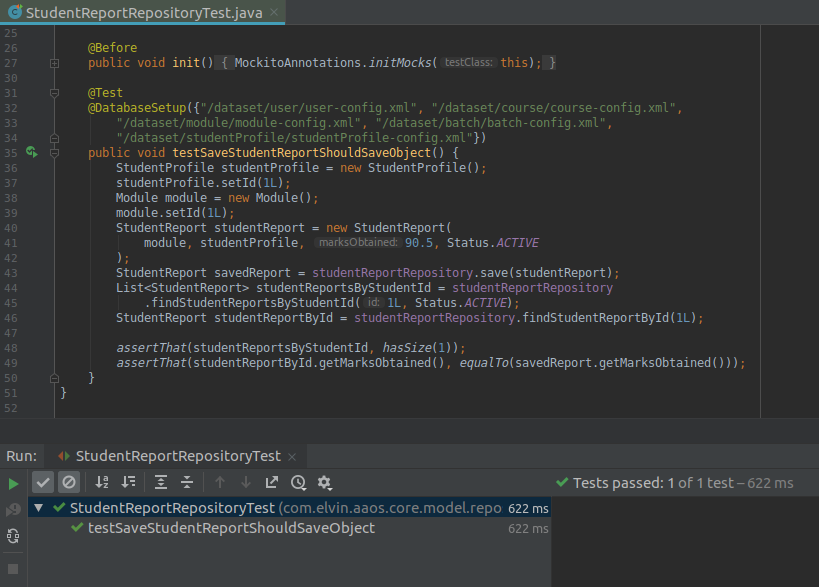 StudentReportRepositoryTest.java
25
26 @Before
27 public void init() { MockitoAnnotations.initMocks( testClass: this); }
30
31 @Test
32 @DatabaseSetup({"/dataset/user/user-config.xml", "/dataset/course/course-config.xml",
33 "/dataset/module/module-config.xml", "/dataset/batch/batch-config.xml",
34 "/dataset/studentProfile/studentProfile-config.xml"})
35 public void testSaveStudentReportShouldSaveObject() {
36 StudentProfile studentProfile = new StudentProfile();
37 studentProfile.setId(1L);
38 Module module = new Module();
39 module.setId(1L);
40 StudentReport studentReport = new StudentReport(
41 module, studentProfile, marksObtained: 90.5, Status.ACTIVE
42 );
43 StudentReport savedReport = studentReportRepository.save(studentReport);
44 List<StudentReport> studentReportsByStudentId = studentReportRepository
45 .findStudentReportsByStudentId( id: 1L, Status.ACTIVE);
46 StudentReport studentReportById = studentReportRepository.findStudentReportById(1L);
47
48 assertThat(studentReportsByStudentId, hasSize(1));
49 assertThat(studentReportById.getMarksObtained(), equalTo(savedReport.getMarksObtained()));
50 }
51 }
52
Run: StudentReportRepositoryTest
Tests passed: 1 of 1 test – 622 ms
StudentReportRepositoryTest (com.elvin.aaos.core.model.repo 622 ms
testSaveStudentReportShouldSaveObject 622 ms